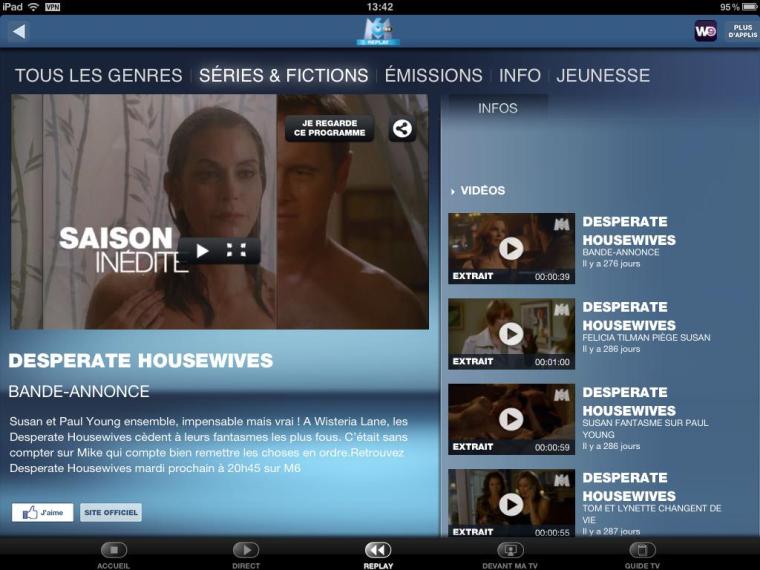 iPad VPN 13:42 95 %
M6 REPLAY
W9
PLUS
D'APPLIS
TOUS LES GENRES SÉRIES & FICTIONS ÉMISSIONS INFO JEUNESSE
JE REGARDE
CE PROGRAMME
SAISON
INÉDITE
DESPERATE HOUSEWIVES
BANDE-ANNONCE
Susan et Paul Young ensemble, impensable mais vrai ! A Wisteria Lane, les
Desperate Housewives cèdent à leurs fantasmes les plus fous. C'était sans
compter sur Mike qui compte bien remettre les choses en ordre.Retrouvez
Desperate Housewives mardi prochain à 20h45 sur M6
J'aime
SITE OFFICIEL
INFOS
VIDÉOS
EXTRAIT 00:00:39
DESPERATE
HOUSEWIVES
BANDE-ANNONCE
Il y a 276 jours
EXTRAIT 00:01:00
DESPERATE
HOUSEWIVES
FELICIA TILMAN PIÈGE SUSAN
Il y a 286 jours
EXTRAIT 00:00:59
DESPERATE
HOUSEWIVES
SUSAN FANTASME SUR PAUL
YOUNG
Il y a 286 jours
EXTRAIT 00:00:55
DESPERATE
HOUSEWIVES
TOM ET LYNETTE CHANGENT DE
VIE
Il y a 287 jours
ACCUEIL DIRECT REPLAY DEVANT MA TV GUIDE TV